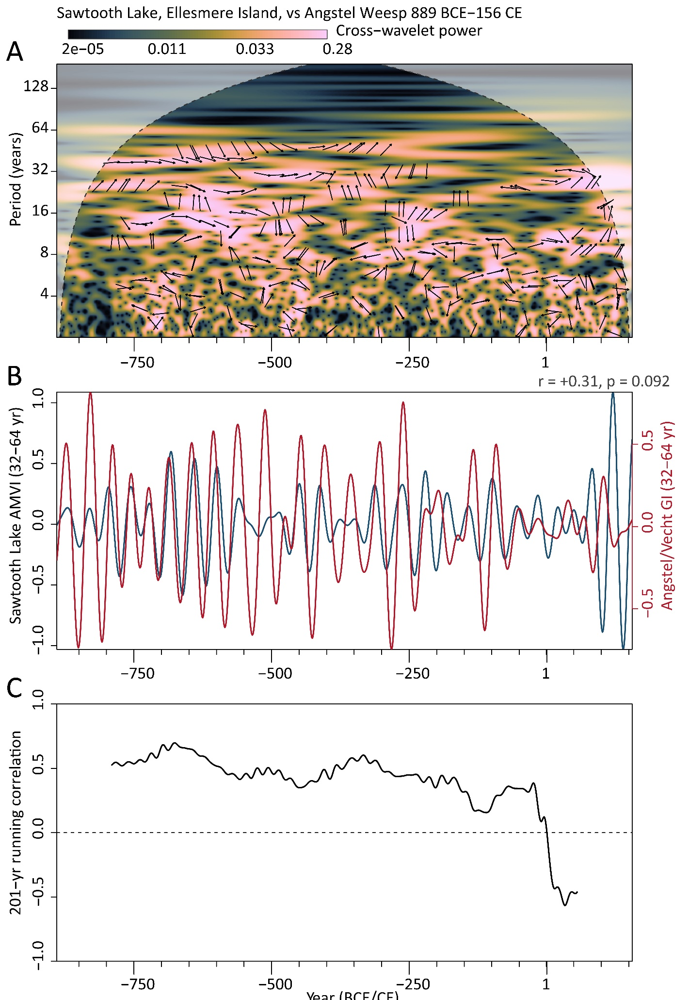 Sawtooth Lake, Ellesmere Island, vs Angstel Weesp 889 BCE−156 CE
Cross−wavelet power
2e−05 0.011 0.033 0.28
A
128
64
32
16
8
4
Period (years)
−750 −500 −250 1
B
r = +0.31, p = 0.092
1.0
0.5
0.0
−0.5
−1.0
Sawtooth Lake AMVI (32−64 yr)
0.5
0.0
−0.5
Angstel/Vecht GI (32−64 yr)
−750 −500 −250 1
C
1.0
0.5
0.0
−0.5
−1.0
201−yr running correlation
−750 −500 −250 1
Year (BCE/CE)